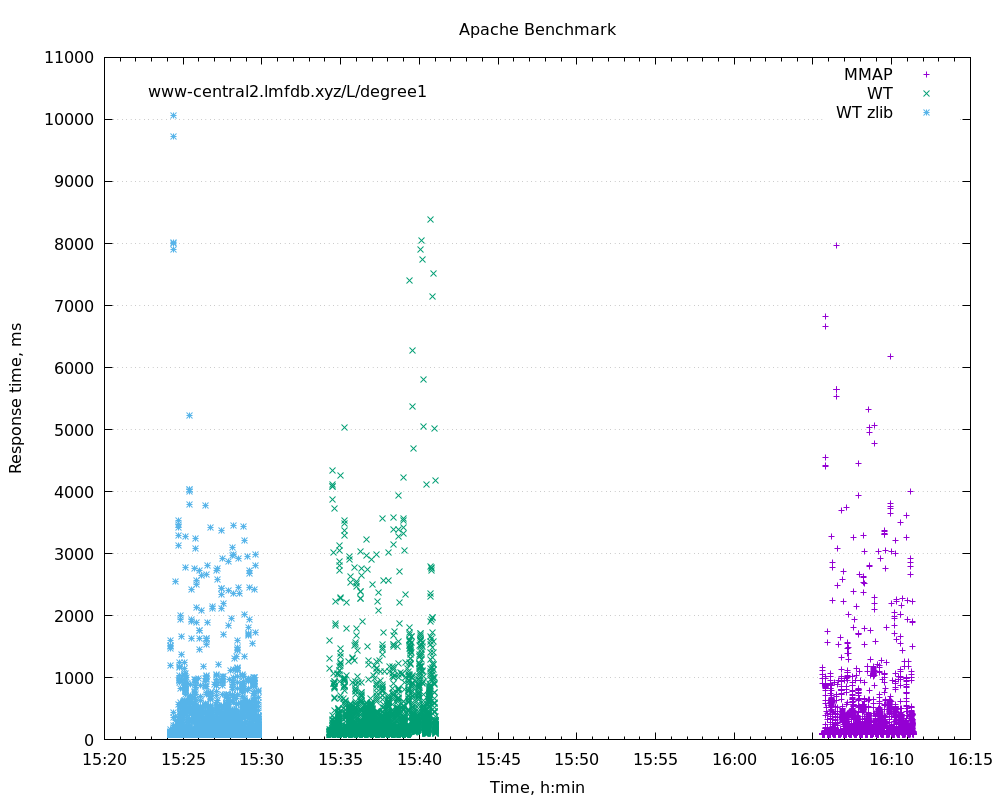 Apache Benchmark
11000
10000
9000
8000
7000
6000
5000
4000
3000
2000
1000
0
Response time, ms
www-central2.lmfdb.xyz/L/degree1
MMAP
WT
WT zlib
15:20 15:25 15:30 15:35 15:40 15:45 15:50 15:55 16:00 16:05 16:10 16:15
Time, h:min